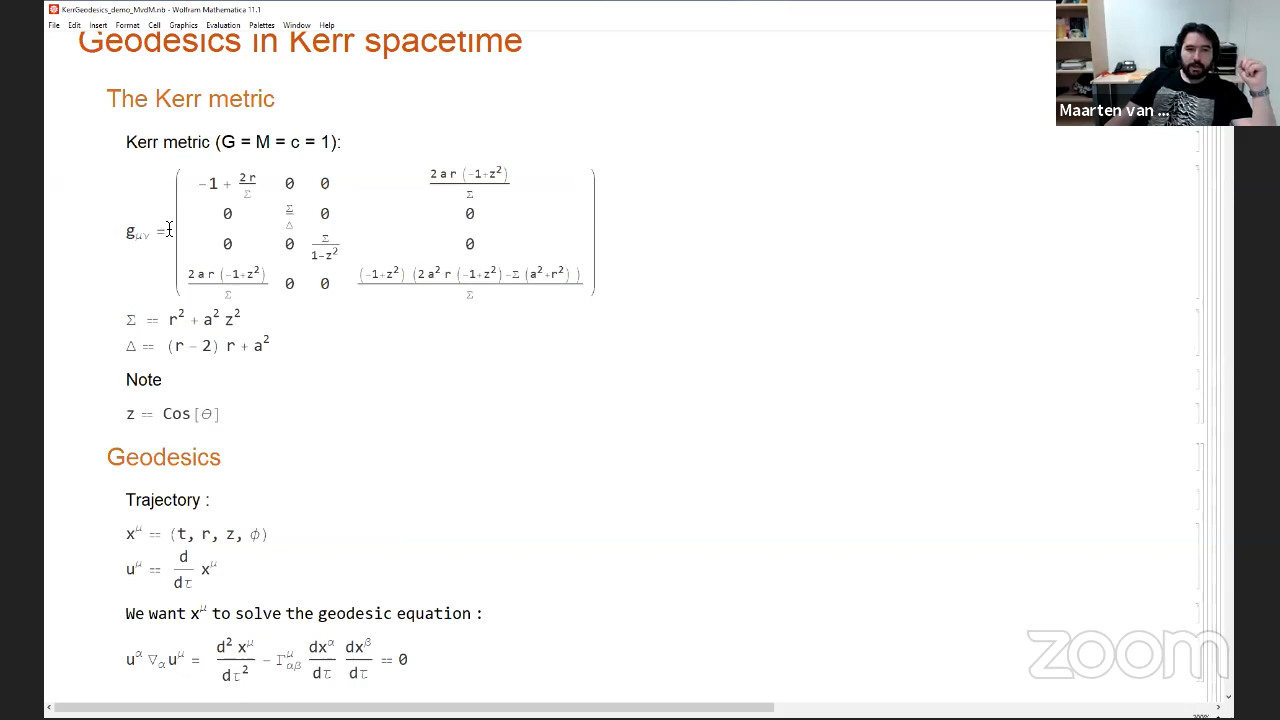 KerrGeodesics_demo_MvdM.nb - Wolfram Mathematica 11.1
File Edit Insert Format Cell Graphics Evaluation Palettes Window Help
Geodesics in Kerr spacetime
Maarten van ...
The Kerr metric
Kerr metric (G = M = c = 1):
g_μν = ( -1 + 2 r/Σ 0 0 2 a r (-1+z²)/Σ
0 Σ/Δ 0 0
0 0 Σ/(1-z²) 0
2 a r (-1+z²)/Σ 0 0 (-1+z²) (2 a² r (-1+z²) - Σ (a²+r²) )/Σ )
Σ == r² + a² z²
Δ == (r - 2) r + a²
Note
z == Cos[θ]
Geodesics
Trajectory :
x^μ == (t, r, z, ϕ)
u^μ == d/dτ x^μ
We want x^μ to solve the geodesic equation :
u^α ∇_α u^μ = d² x^μ/dτ² - Γ^μ_αβ dx^α/dτ dx^β/dτ == 0
zoom